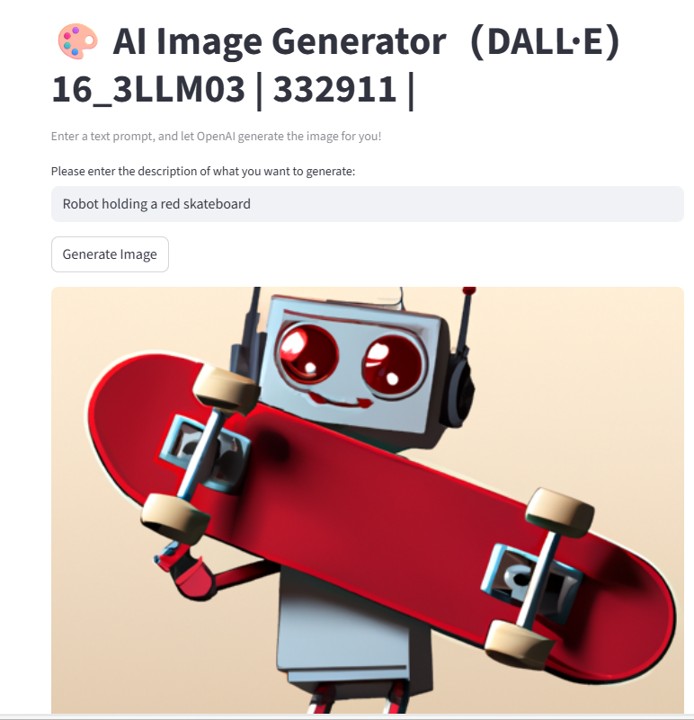 🎨 AI Image Generator （DALL·E）
16_3LLM03 | 332911 |
Enter a text prompt, and let OpenAI generate the image for you!
Please enter the description of what you want to generate:
Robot holding a red skateboard
Generate Image